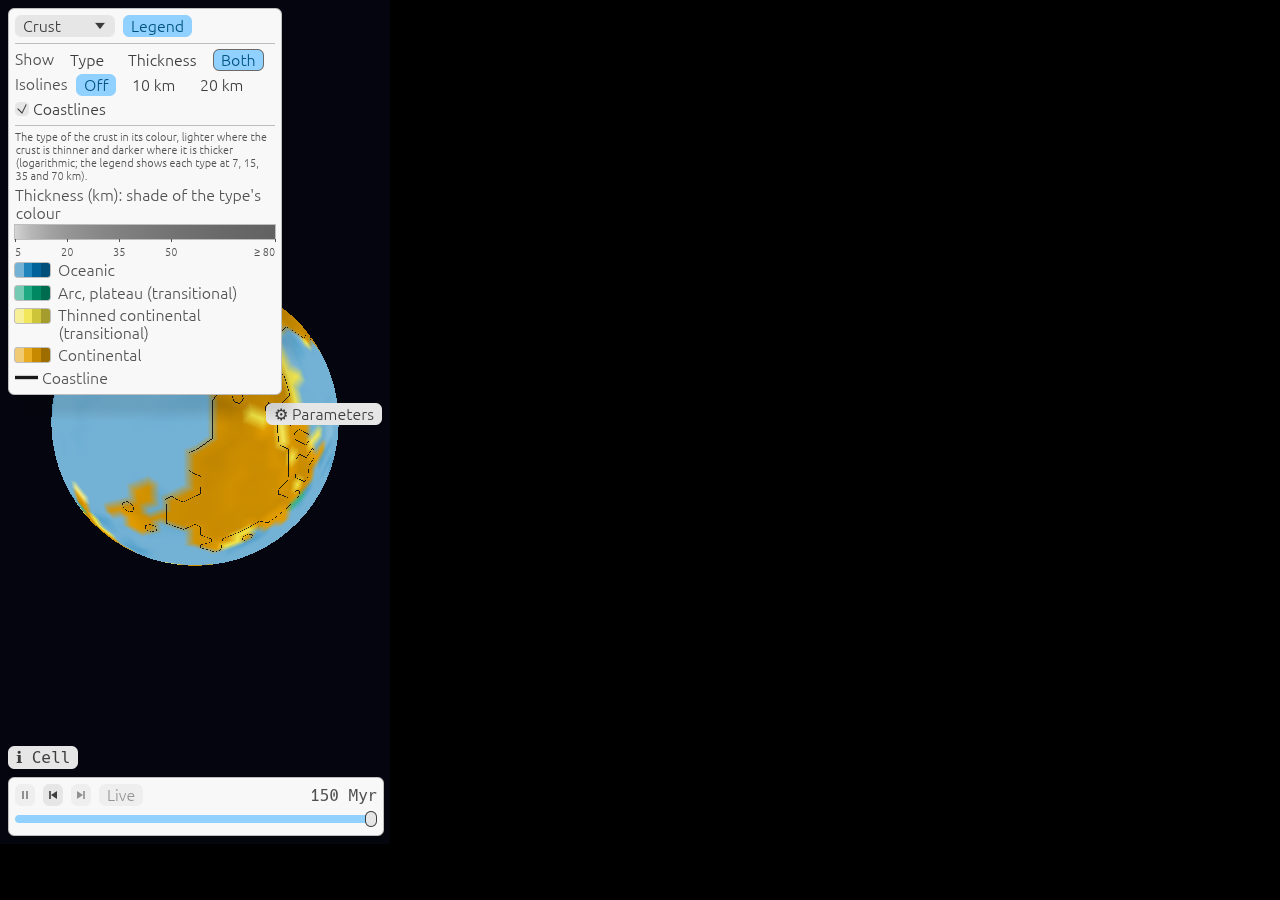 Crust Legend
Show Type Thickness Both
Isolines Off 10 km 20 km
Coastlines
The type of the crust in its colour, lighter where the
crust is thinner and darker where it is thicker
(logarithmic; the legend shows each type at 7, 15,
35 and 70 km).
Thickness (km): shade of the type's
colour
5 20 35 50 ≥ 80
Oceanic
Arc, plateau (transitional)
Thinned continental
(transitional)
Continental
Coastline
⚙ Parameters
ℹ Cell
Live 150 Myr